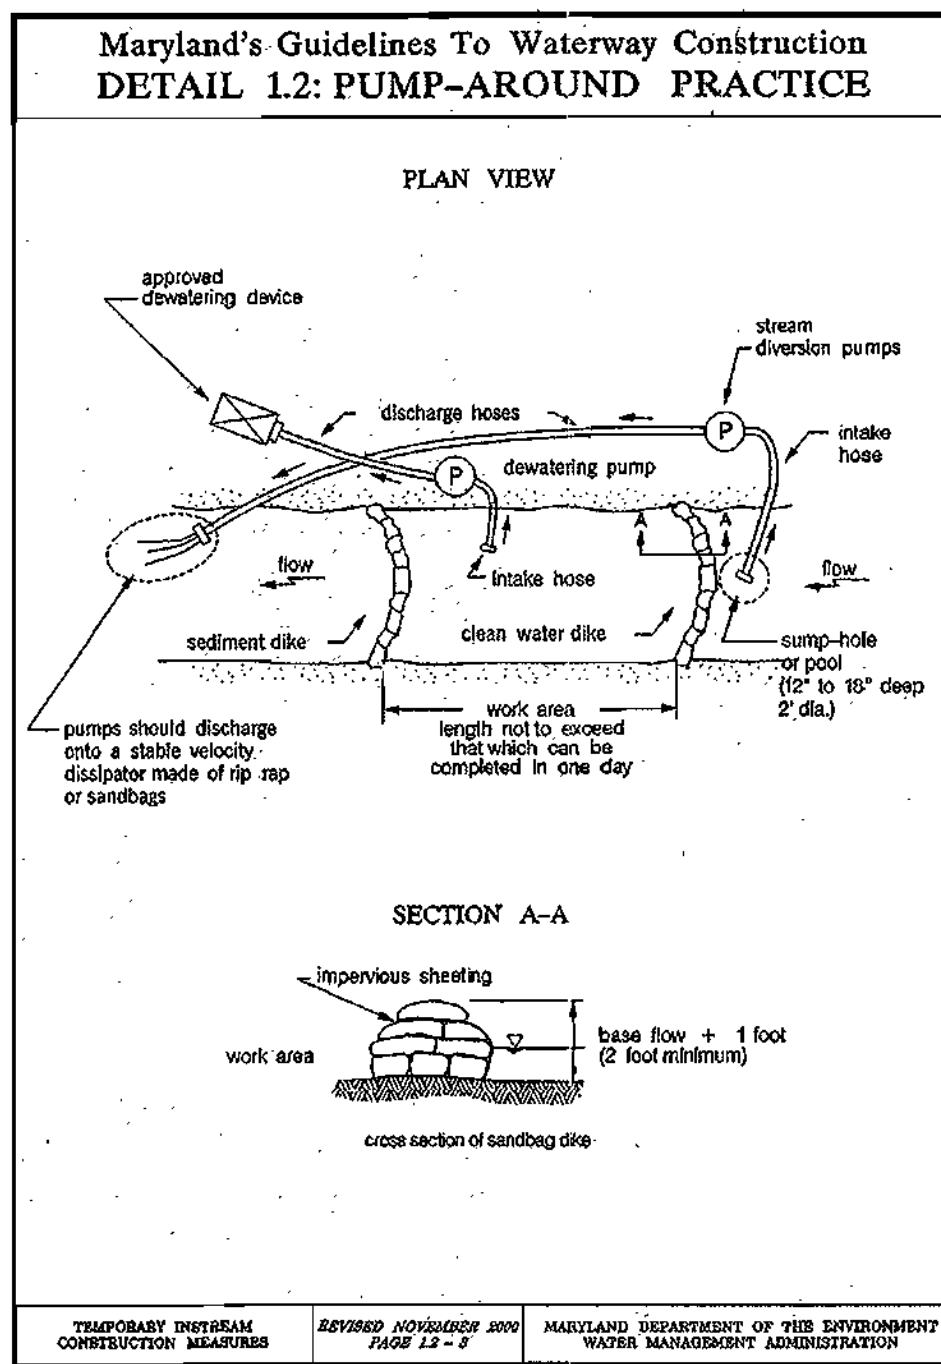 Maryland's Guidelines To Waterway Construction
DETAIL 1.2: PUMP-AROUND PRACTICE
PLAN VIEW
approved
dewatering device
stream
diversion pumps
discharge hoses
P
intake
hose
P
dewatering pump
A
A
flow
intake hose
flow
sediment dike
clean water dike
sump-hole
or pool
(12" to 18" deep
2' dia.)
work area
length not to exceed
that which can be
completed in one day
pumps should discharge
onto a stable velocity
dissipator made of rip rap
or sandbags
SECTION A-A
impervious sheeting
work area
base flow + 1 foot
(2 foot minimum)
cross section of sandbag dike
TEMPORARY INSTREAM
CONSTRUCTION MEASURES
REVISED NOVEMBER 2000
PAGE 1.2 - 3
MARYLAND DEPARTMENT OF THE ENVIRONMENT
WATER MANAGEMENT ADMINISTRATION